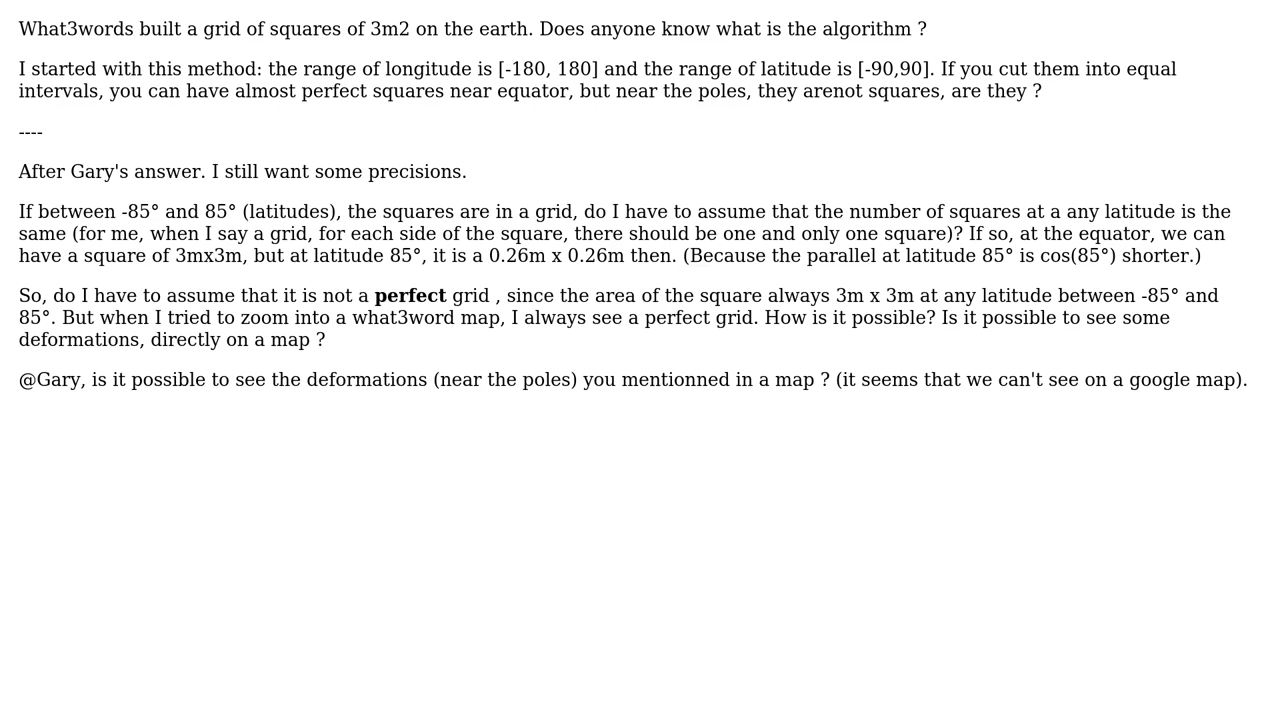 What3words built a grid of squares of 3m2 on the earth. Does anyone know what is the algorithm ?
I started with this method: the range of longitude is [-180, 180] and the range of latitude is [-90,90]. If you cut them into equal
intervals, you can have almost perfect squares near equator, but near the poles, they arenot squares, are they ?
----
After Gary's answer. I still want some precisions.
If between -85° and 85° (latitudes), the squares are in a grid, do I have to assume that the number of squares at a any latitude is the
same (for me, when I say a grid, for each side of the square, there should be one and only one square)? If so, at the equator, we can
have a square of 3mx3m, but at latitude 85°, it is a 0.26m x 0.26m then. (Because the parallel at latitude 85° is cos(85°) shorter.)
So, do I have to assume that it is not a perfect grid , since the area of the square always 3m x 3m at any latitude between -85° and
85°. But when I tried to zoom into a what3word map, I always see a perfect grid. How is it possible? Is it possible to see some
deformations, directly on a map ?
@Gary, is it possible to see the deformations (near the poles) you mentionned in a map ? (it seems that we can't see on a google map).